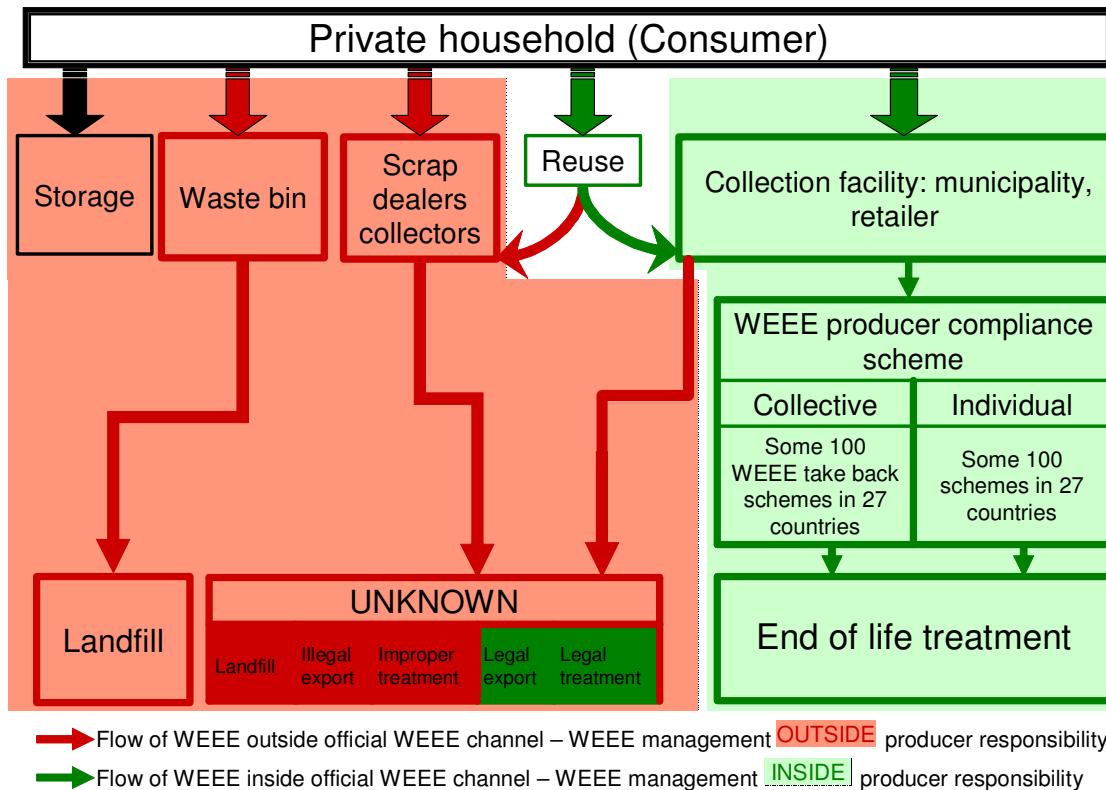 Private household (Consumer)
Storage
Waste bin
Scrap
dealers
collectors
Reuse
Collection facility: municipality,
retailer
WEEE producer compliance
scheme
Collective
Individual
Some 100
WEEE take back
schemes in 27
countries
Some 100
schemes in 27
countries
Landfill
UNKNOWN
Landfill
Illegal
export
Improper
treatment
Legal
export
Legal
treatment
End of life treatment
Flow of WEEE outside official WEEE channel – WEEE management OUTSIDE producer responsibility
Flow of WEEE inside official WEEE channel – WEEE management INSIDE producer responsibility